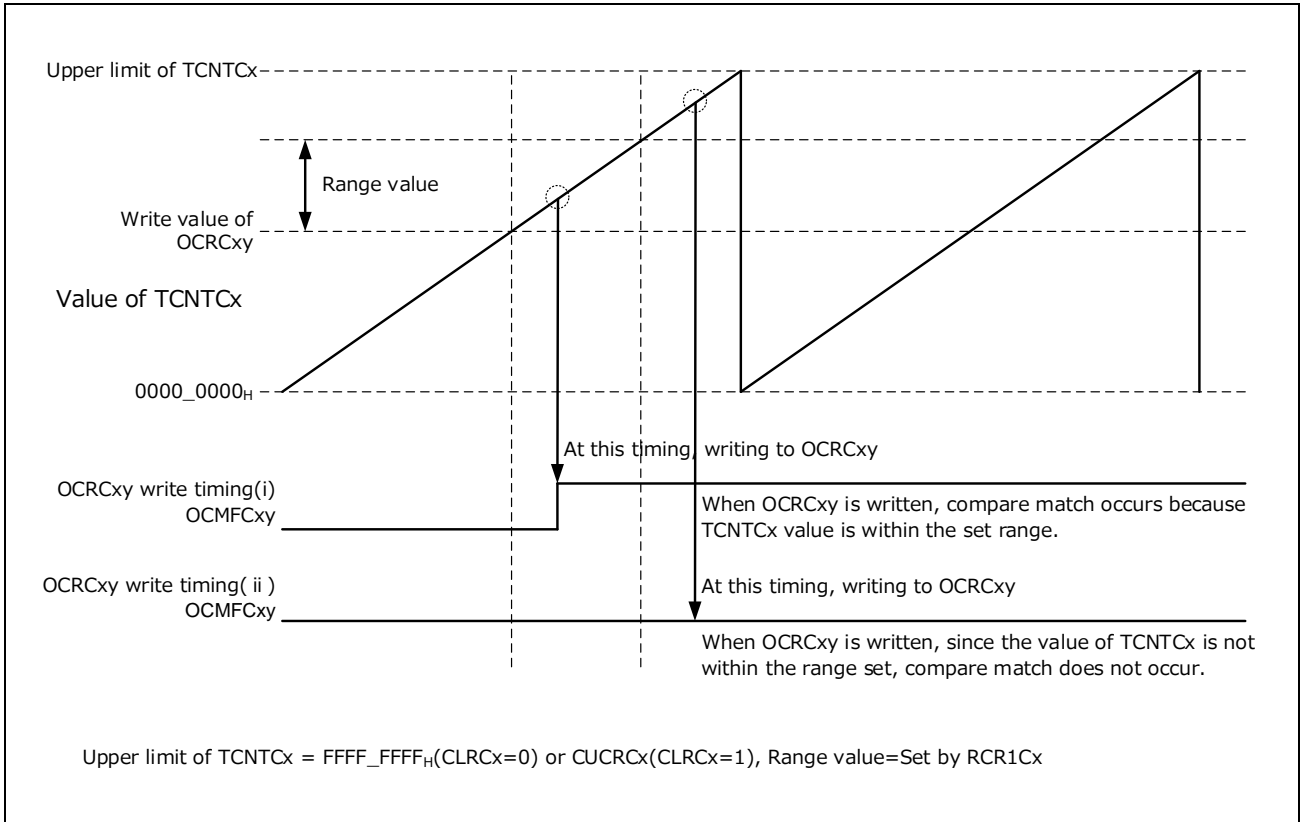 Upper limit of TCNTCx
Range value
Write value of
OCRCxy
Value of TCNTCx
0000_0000H
At this timing, writing to OCRCxy
OCRCxy write timing(i)
OCMFCxy
When OCRCxy is written, compare match occurs because
TCNTCx value is within the set range.
OCRCxy write timing( ii )
OCMFCxy
At this timing, writing to OCRCxy
When OCRCxy is written, since the value of TCNTCx is not
within the range set, compare match does not occur.
Upper limit of TCNTCx = FFFF_FFFFH(CLRCx=0) or CUCRCx(CLRCx=1), Range value=Set by RCR1Cx